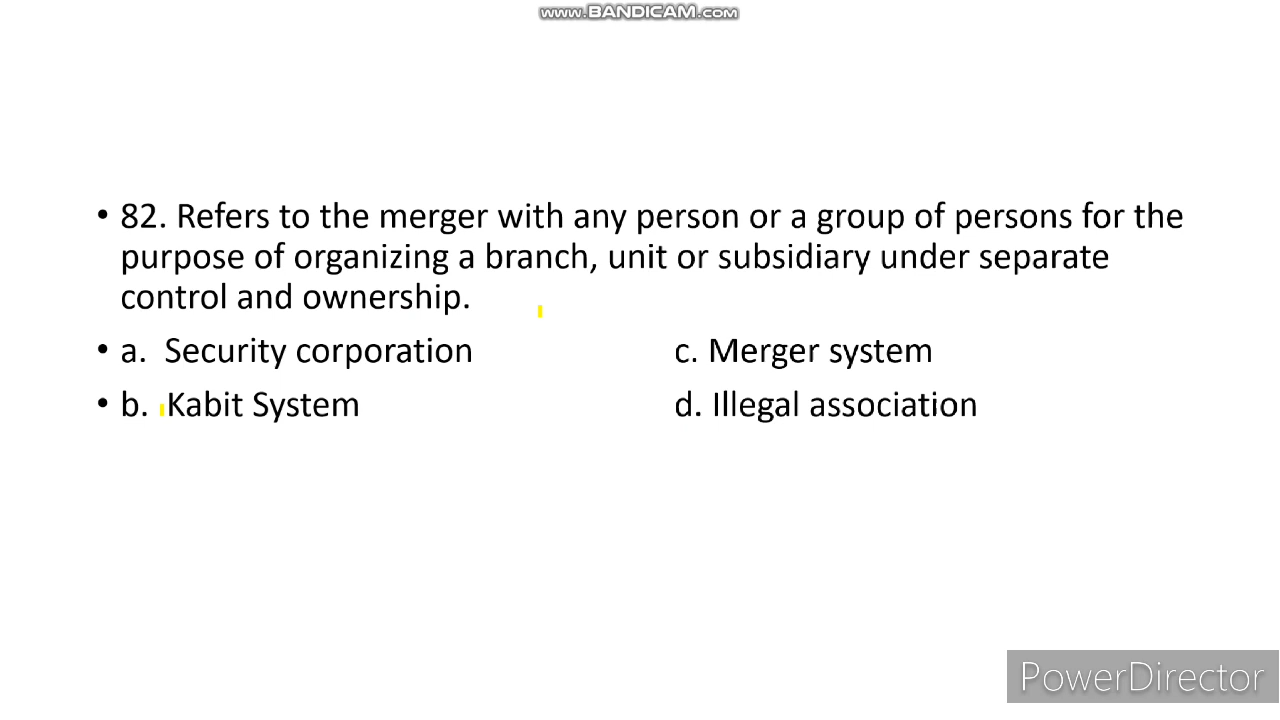 www.BANDICAM.com
• 82. Refers to the merger with any person or a group of persons for the
purpose of organizing a branch, unit or subsidiary under separate
control and ownership.
• a. Security corporation c. Merger system
• b. Kabit System d. Illegal association
PowerDirector